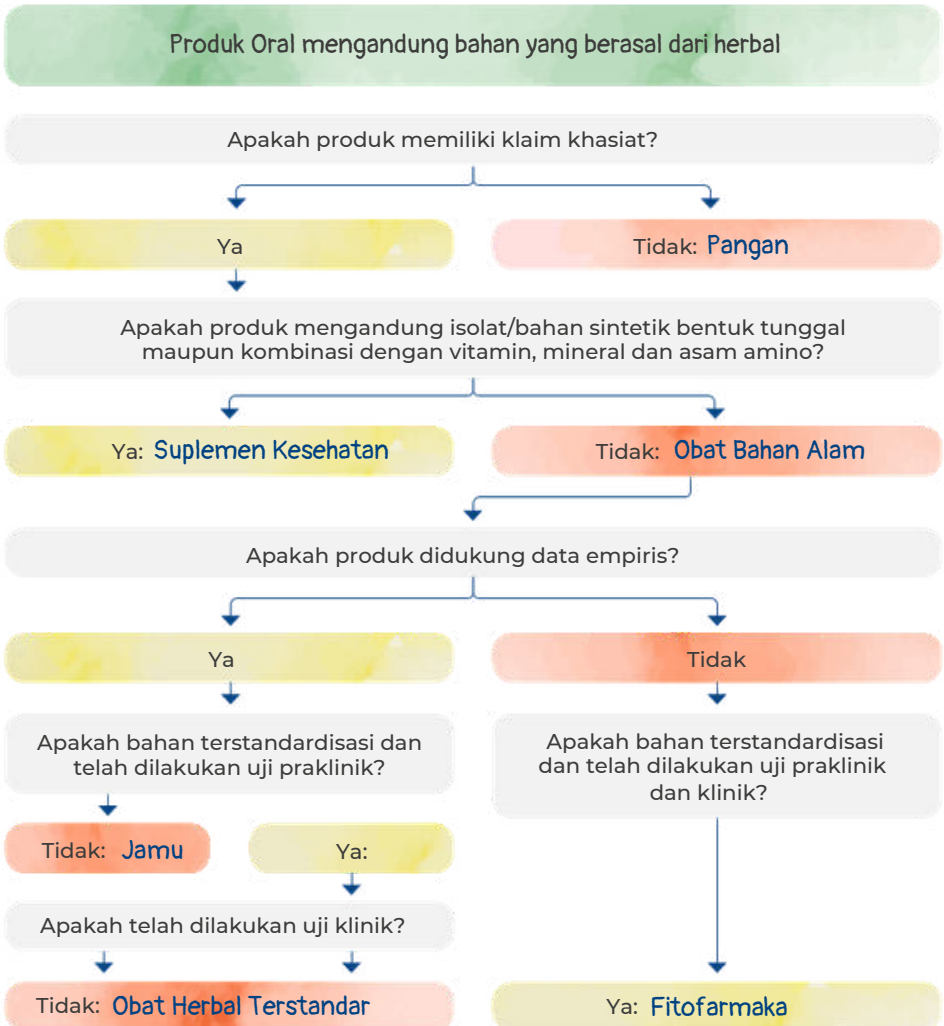 Produk Oral mengandung bahan yang berasal dari herbal
Apakah produk memiliki klaim khasiat?
Ya
Tidak: Pangan
Apakah produk mengandung isolat/bahan sintetik bentuk tunggal
maupun kombinasi dengan vitamin, mineral dan asam amino?
Ya: Suplemen Kesehatan
Tidak: Obat Bahan Alam
Apakah produk didukung data empiris?
Ya
Tidak
Apakah bahan terstandardisasi dan
telah dilakukan uji praklinik?
Apakah bahan terstandardisasi
dan telah dilakukan uji praklinik
dan klinik?
Tidak: Jamu
Ya:
Apakah telah dilakukan uji klinik?
Tidak: Obat Herbal Terstandar
Ya: Fitofarmaka